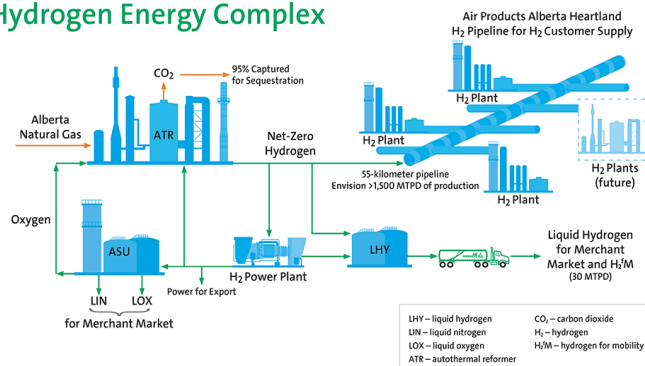 Hydrogen Energy Complex
Air Products Alberta Heartland
H₂ Pipeline for H₂ Customer Supply
CO₂
95% Captured
for Sequestration
Alberta
Natural Gas
ATR
Net-Zero
Hydrogen
H₂ Plant
H₂ Plant
H₂ Plant
H₂ Plants
(future)
55-kilometer pipeline
Envision >1,500 MTPD of production
Oxygen
ASU
H₂ Power Plant
LHY
Liquid Hydrogen
for Merchant
Market and H₂fM
(30 MTPD)
Power for Export
LIN
LOX
for Merchant Market
LHY – liquid hydrogen
LIN – liquid nitrogen
LOX – liquid oxygen
ATR – autothermal reformer
CO₂ – carbon dioxide
H₂ – hydrogen
H₂fM – hydrogen for mobility